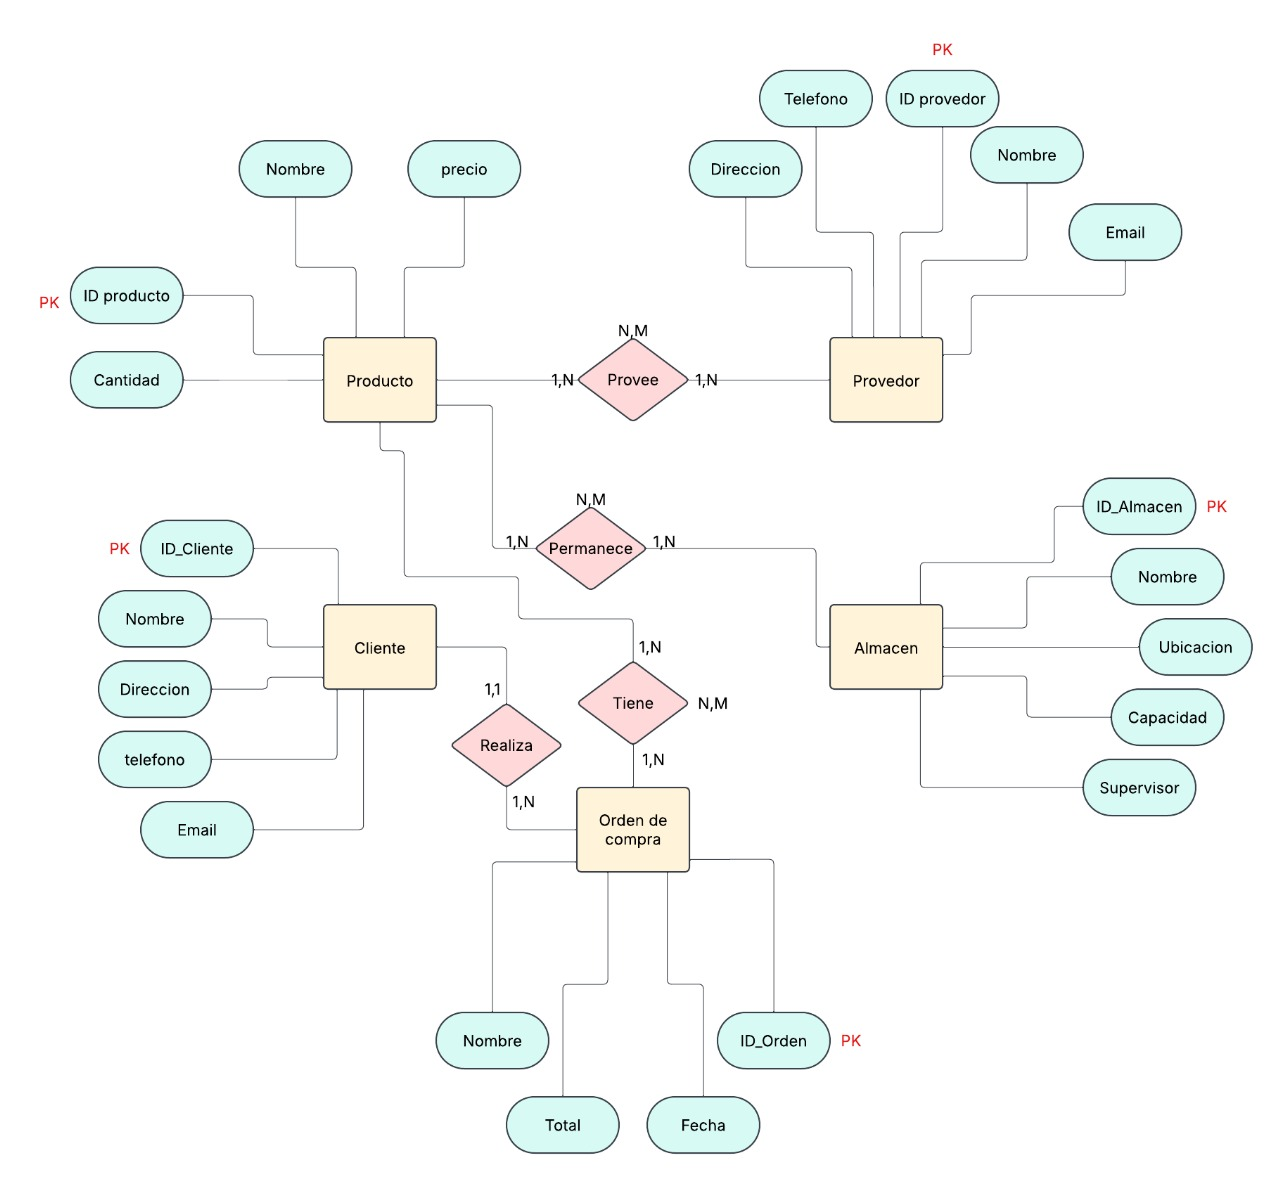 PK
Telefono
ID provedor
Nombre
precio
Direccion
Nombre
Email
PK
ID producto
N,M
Cantidad
Producto
1,N
Provee
1,N
Provedor
N,M
ID_Almacen
PK
PK
ID_Cliente
1,N
Permanece
1,N
Nombre
Nombre
Cliente
1,N
Almacen
Ubicacion
Direccion
1,1
Tiene
N,M
Capacidad
telefono
Realiza
1,N
Supervisor
Email
1,N
Orden de
compra
Nombre
ID_Orden
PK
Total
Fecha